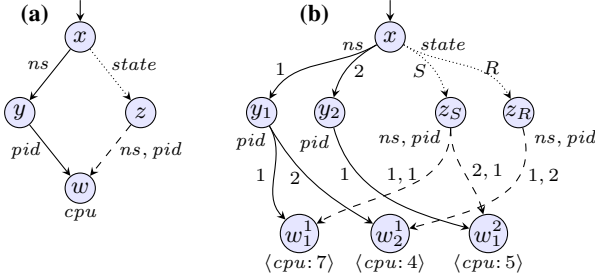 (a)
x
ns
state
y
z
pid
ns, pid
w
cpu
(b)
x
ns
state
1
2
S
R
y1
y2
zS
zR
pid
pid
ns, pid
ns, pid
1
2
1
1, 1
2, 1
1, 2
w₁¹
w₂¹
w₁²
⟨cpu: 7⟩ ⟨cpu: 4⟩ ⟨cpu: 5⟩